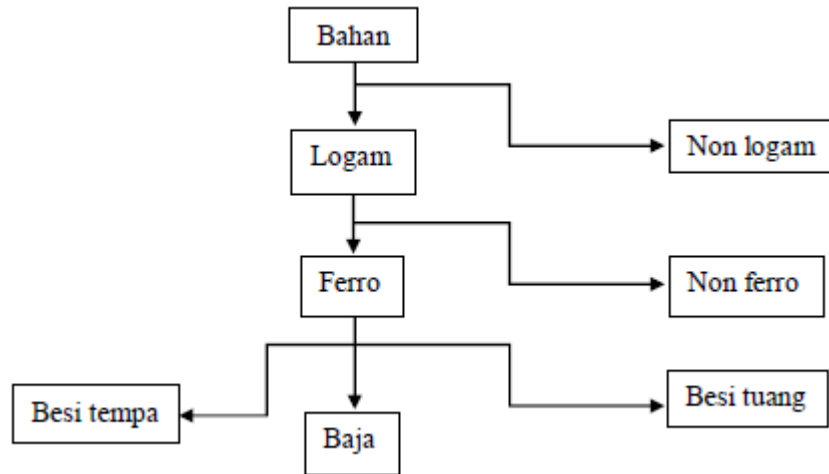 Bahan
Logam
Non logam
Ferro
Non ferro
Besi tempa
Baja
Besi tuang